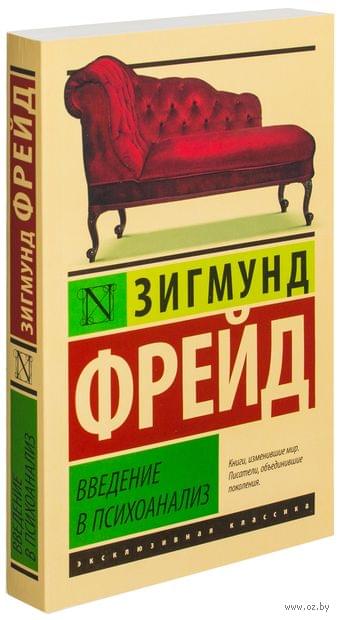 ЗИГМУНД
ФРЕЙД
ВВЕДЕНИЕ
В ПСИХОАНАЛИЗ
Книги, изменившие мир.
Писатели, объединившие
поколения.
эксклюзивная классика
ЗИГМУНД ФРЕЙД
N
ВВЕДЕНИЕ
В ПСИХОАНАЛИЗ
N
www.oz.by